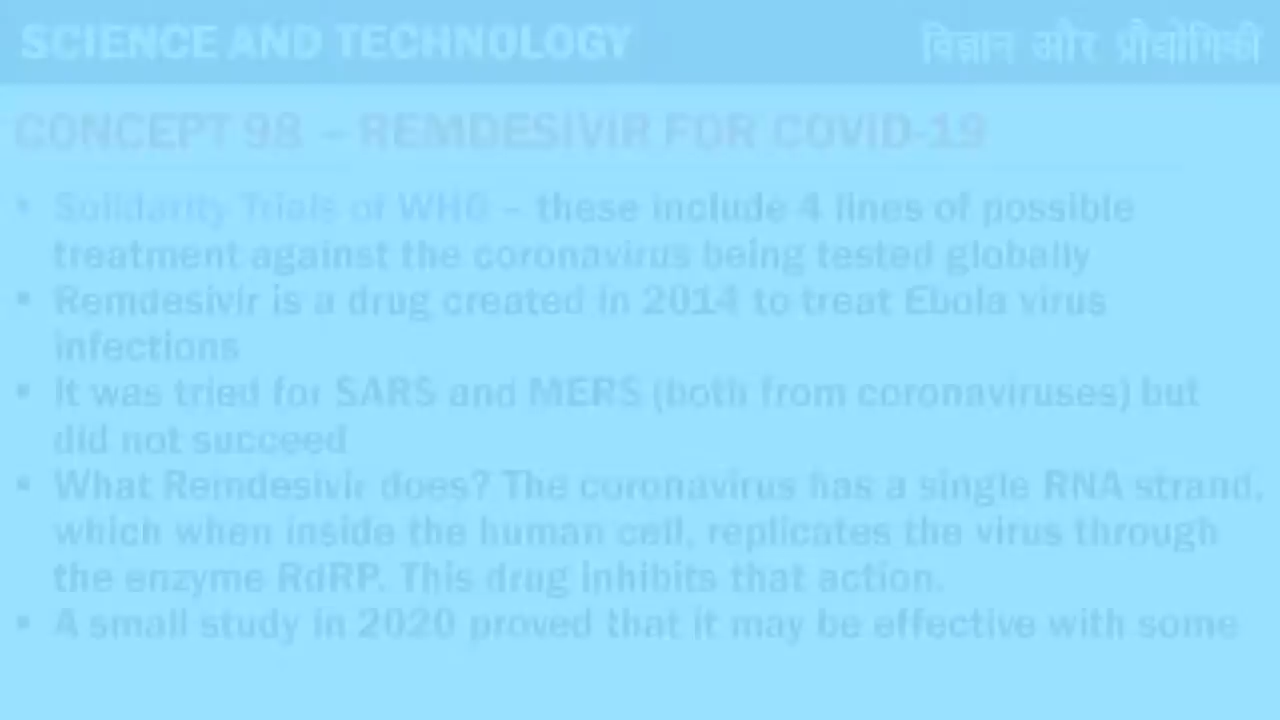 SCIENCE AND TECHNOLOGY
विज्ञान और प्रौद्योगिकी
CONCEPT 98 – REMDESIVIR FOR COVID-19
▪ Solidarity Trials of WHO – these include 4 lines of possible
treatment against the coronavirus being tested globally
▪ Remdesivir is a drug created in 2014 to treat Ebola virus
infections
▪ It was tried for SARS and MERS (both from coronaviruses) but
did not succeed
▪ What Remdesivir does? The coronavirus has a single RNA strand,
which when inside the human cell, replicates the virus through
the enzyme RdRP. This drug inhibits that action.
▪ A small study in 2020 proved that it may be effective with some